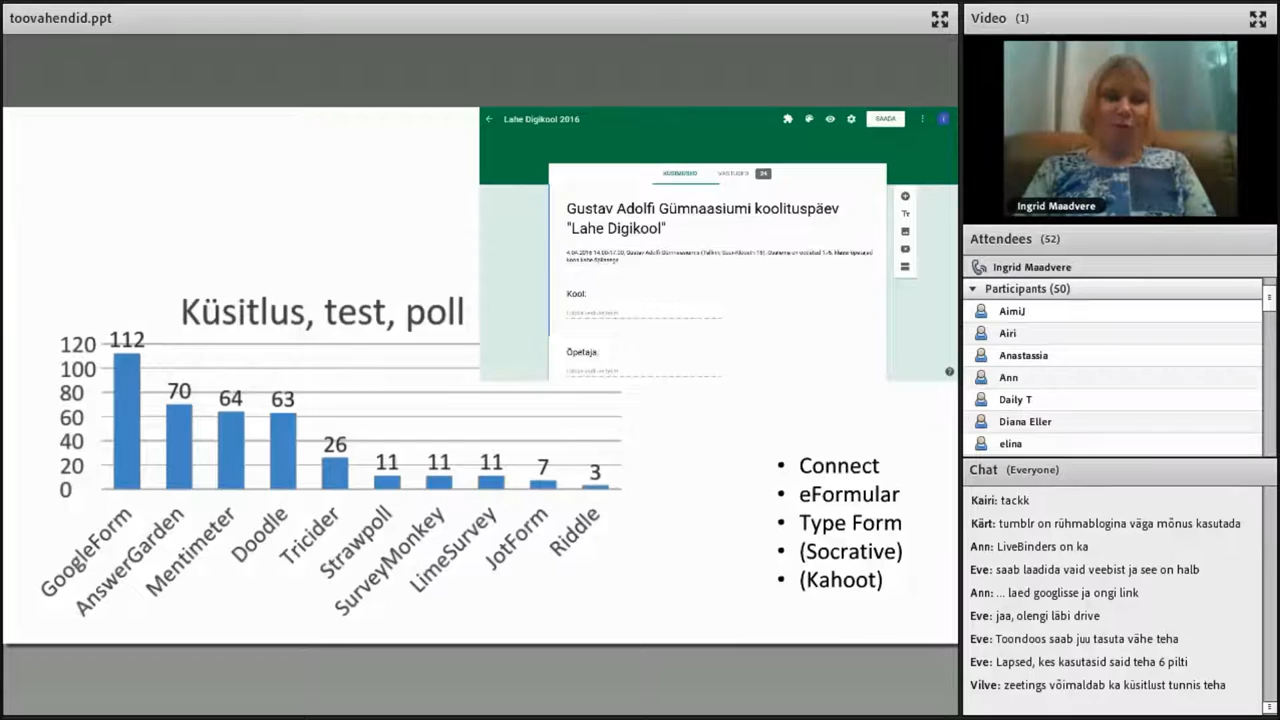 toovahendid.ppt
Lahe Digikool 2016
SAADA
KÜSIMUSED
VASTUSED 24
Gustav Adolfi Gümnaasiumi koolituspäev
"Lahe Digikool"
Kool:
Õpetaja,
Küsitlus, test, poll
120
100
80
60
40
20
0
112
70
64
63
26
11
11
11
7
3
GoogleForm
AnswerGarden
Mentimeter
Doodle
Tricider
Strawpoll
SurveyMonkey
LimeSurvey
JotForm
Riddle
• Connect
• eFormular
• Type Form
• (Socrative)
• (Kahoot)
Video (1)
Ingrid Maadvere
Attendees (52)
Ingrid Maadvere
Participants (50)
AiniJ
Airi
Anastassia
Ann
Daily T
Diana Eller
elina
Chat (Everyone)
Kairi: tackk
Kärt: tumblr on rühmablogina väga mõnus kasutada
Ann: LiveBinders on ka
Eve: saab laadida vaid veebist ja see on halb
Ann: ... laed googlisse ja ongi link
Eve: jaa, olengi läbi drive
Eve: Toondoos saab juu tasuta vähe teha
Eve: Lapsed, kes kasutasid said teha 6 pilti
Vilve: zeetings võimaldab ka küsitlust tunnis teha